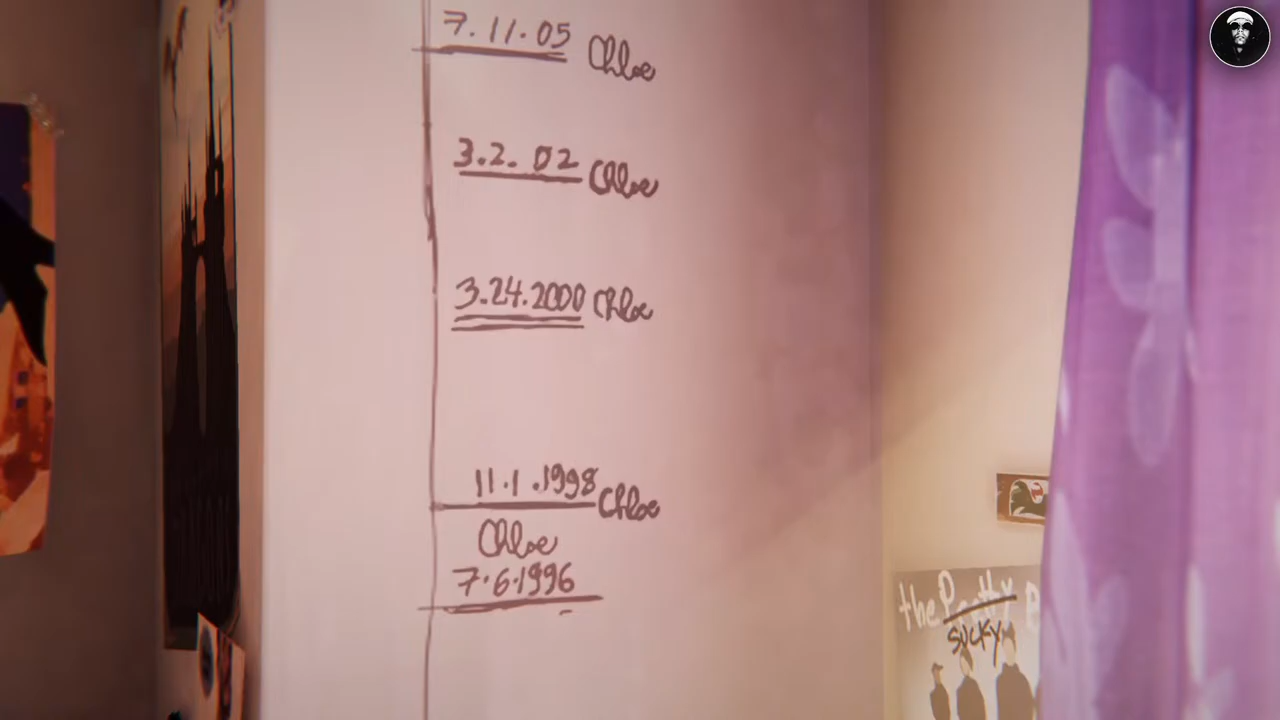 7.11.05 Chloe
3.2.02 Chloe
3.24.2000 Chloe
11.1.1998 Chloe
Chloe
7.6.1996
the Pretty
SUCKY